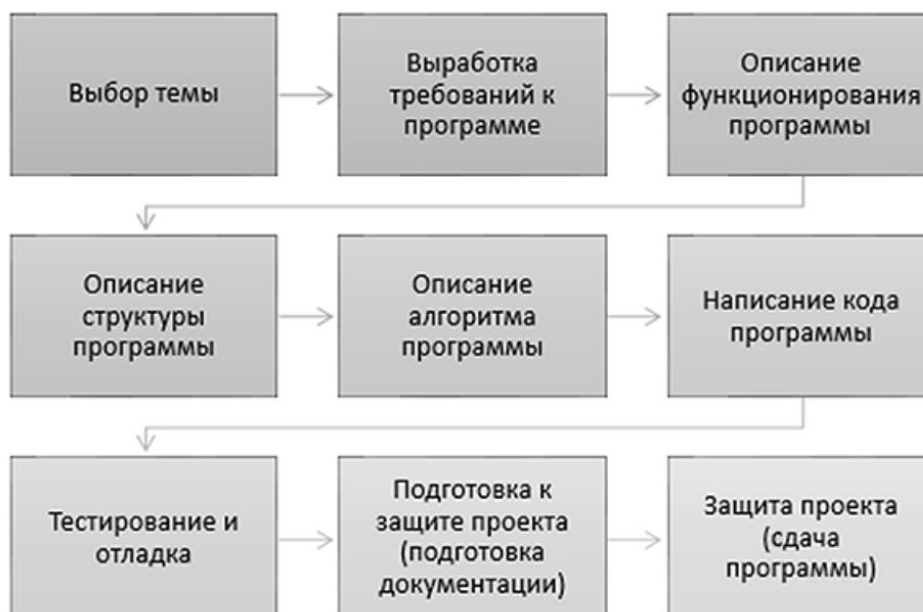 Выбор темы
Выработка
требований к
программе
Описание
функционирования
программы
Описание
структуры
программы
Описание
алгоритма
программы
Написание кода
программы
Тестирование и
отладка
Подготовка к
защите проекта
(подготовка
документации)
Защита проекта
(сдача
программы)